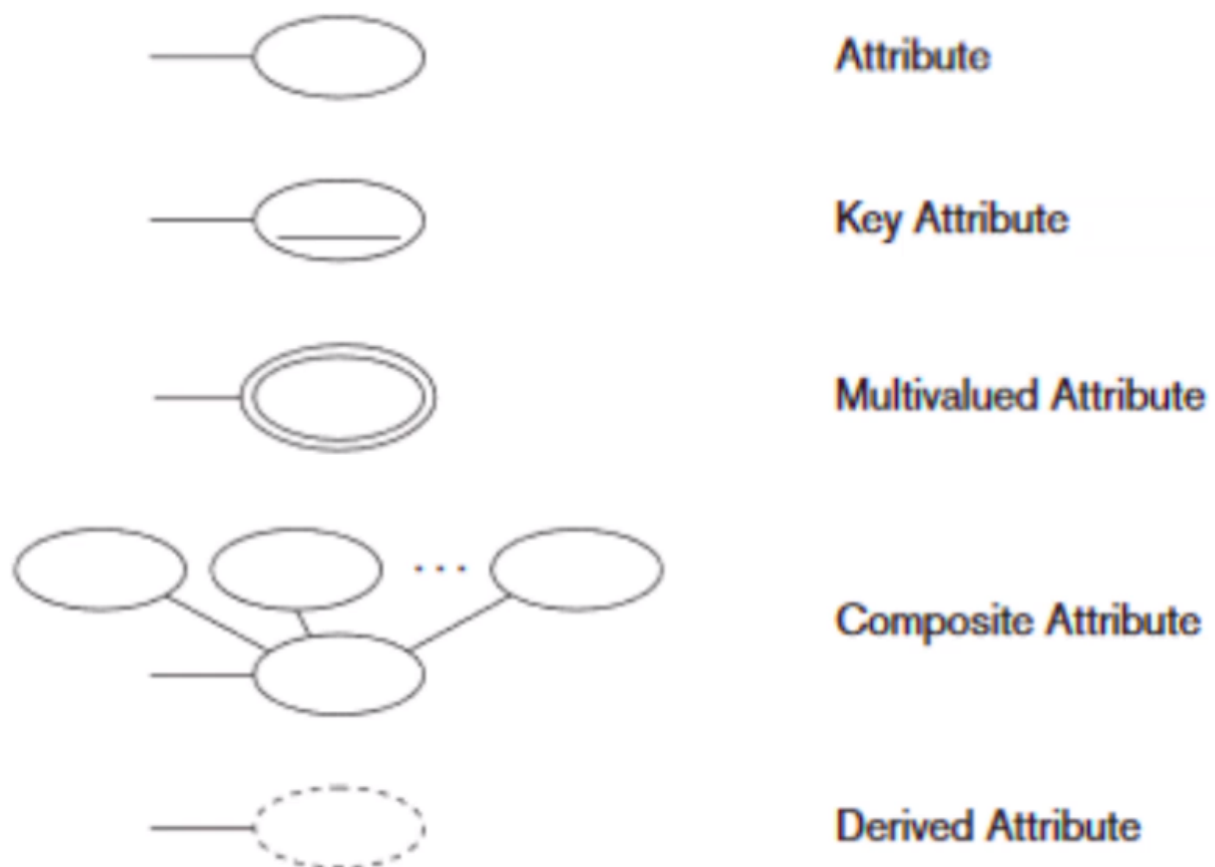 Attribute
Key Attribute
Multivalued Attribute
. . .
Composite Attribute
Derived Attribute